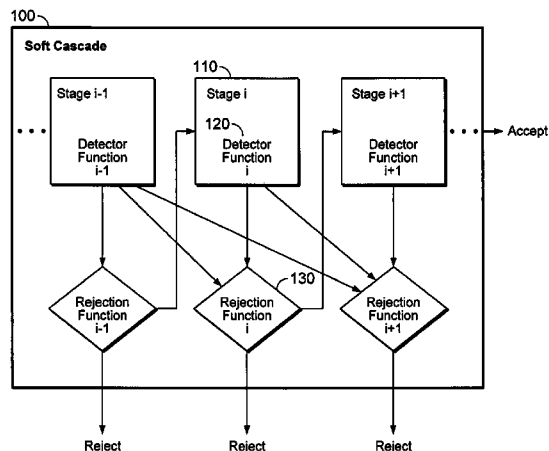 100
Soft Cascade
110
Stage i-1
Stage i
Stage i+1
120
Detector
Function
i-1
Detector
Function
i
Detector
Function
i+1
Accept
130
Rejection
Function
i-1
Rejection
Function
i
Rejection
Function
i+1
Reject
Reject
Reject